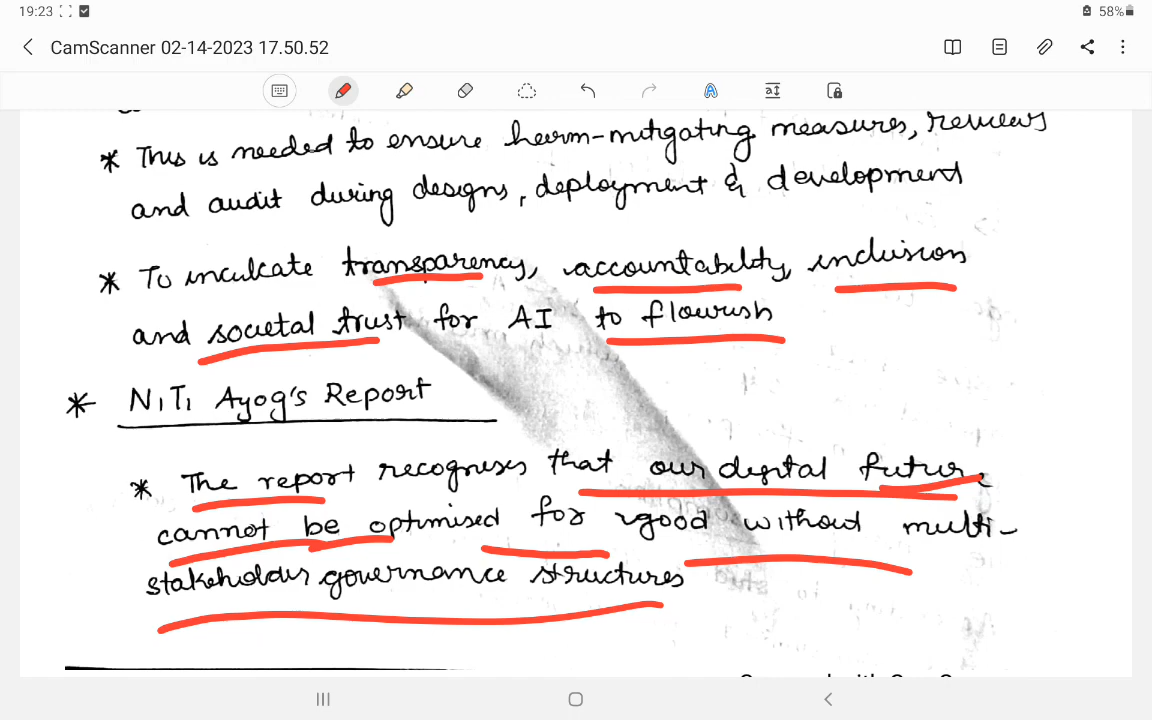 19:23
58%
CamScanner 02-14-2023 17.50.52
* This is needed to ensure harm-mitigating measures, reviews
and audit during designs, deployment & development
* To inculcate transparency, accountability, inclusion
and societal trust for AI to flourish
* NITI Ayog's Report
* The report recognises that our digital future
cannot be optimised for good without multi-
stakeholder governance structures